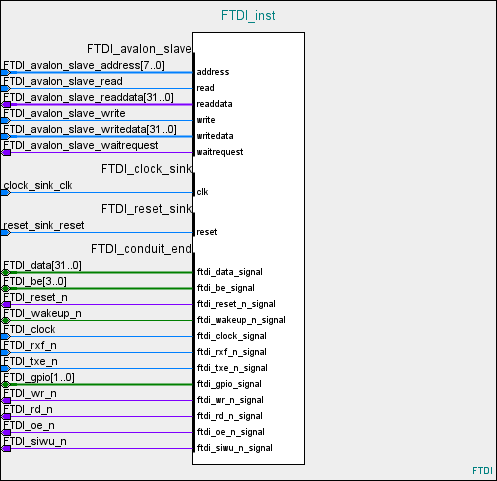 FTDI_inst
FTDI_avalon_slave
FTDI_avalon_slave_address[7..0] address
FTDI_avalon_slave_read read
FTDI_avalon_slave_readdata[31..0] readdata
FTDI_avalon_slave_write write
FTDI_avalon_slave_writedata[31..0] writedata
FTDI_avalon_slave_waitrequest waitrequest
FTDI_clock_sink
clock_sink_clk clk
FTDI_reset_sink
reset_sink_reset reset
FTDI_conduit_end
FTDI_data[31..0] ftdi_data_signal
FTDI_be[3..0] ftdi_be_signal
FTDI_reset_n ftdi_reset_n_signal
FTDI_wakeup_n ftdi_wakeup_n_signal
FTDI_clock ftdi_clock_signal
FTDI_rxf_n ftdi_rxf_n_signal
FTDI_txe_n ftdi_txe_n_signal
FTDI_gpio[1..0] ftdi_gpio_signal
FTDI_wr_n ftdi_wr_n_signal
FTDI_rd_n ftdi_rd_n_signal
FTDI_oe_n ftdi_oe_n_signal
FTDI_siwu_n ftdi_siwu_n_signal
FTDI